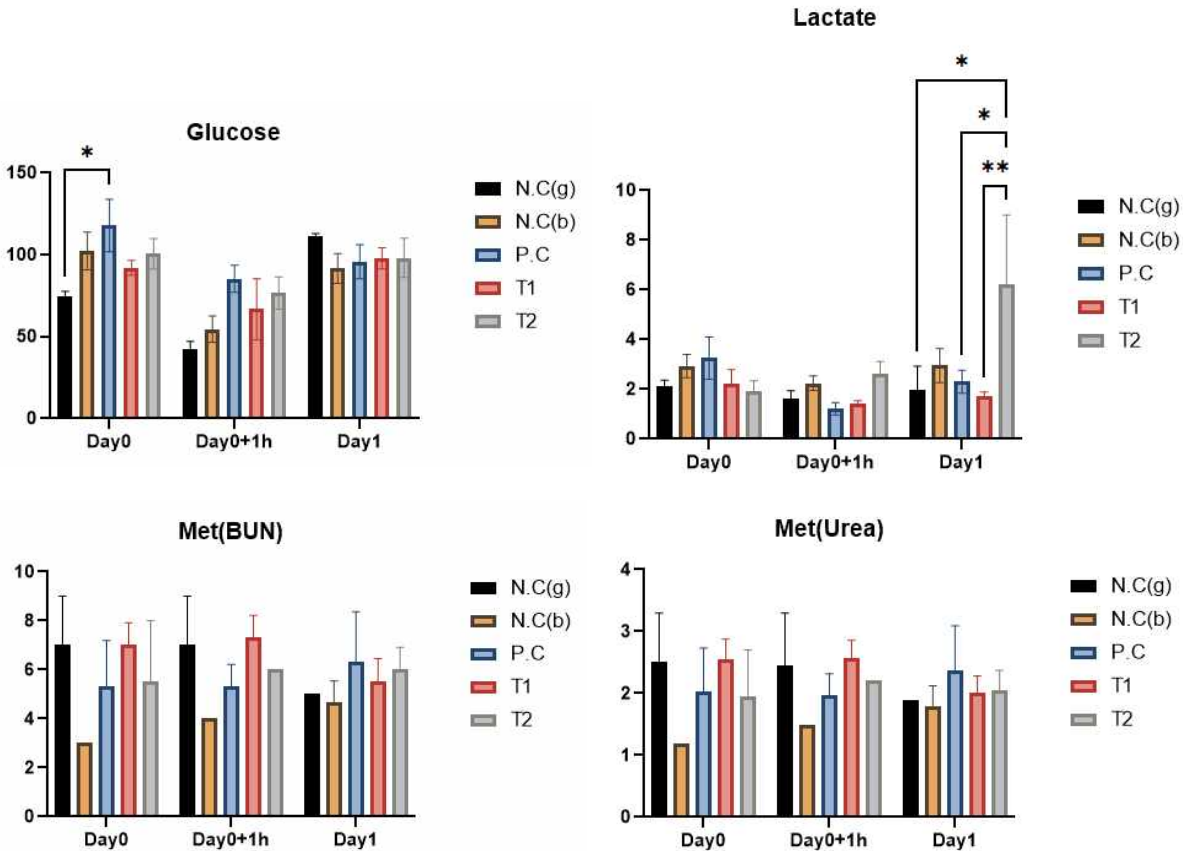 Glucose
*
150
100
50
0
Day0 Day0+1h Day1
N.C(g)
N.C(b)
P.C
T1
T2
Lactate
*
*
**
10
8
6
4
2
0
Day0 Day0+1h Day1
N.C(g)
N.C(b)
P.C
T1
T2
Met(BUN)
10
8
6
4
2
0
Day0 Day0+1h Day1
N.C(g)
N.C(b)
P.C
T1
T2
Met(Urea)
4
3
2
1
0
Day0 Day0+1h Day1
N.C(g)
N.C(b)
P.C
T1
T2